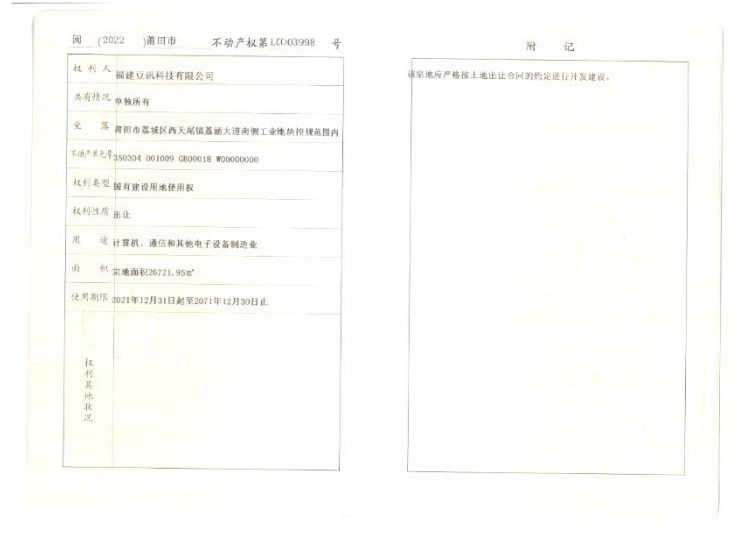 闽 (2022 )莆田市 不动产权第LC003998 号
权利人 福建豆讯科技有限公司
共有情况 单独所有
坐落 莆田市荔城区西天尾镇荔涵大道南侧工业地块控规范围内
不动产单元号 350304 001009 GB00018 W00000000
权利类型 国有建设用地使用权
权利性质 出让
用途 计算机、通信和其他电子设备制造业
面积 宗地面积26721.95㎡
使用期限 2021年12月31日起至2071年12月30日止
权利其他状况
附记
该宗地应严格按土地出让合同的约定进行开发建设。